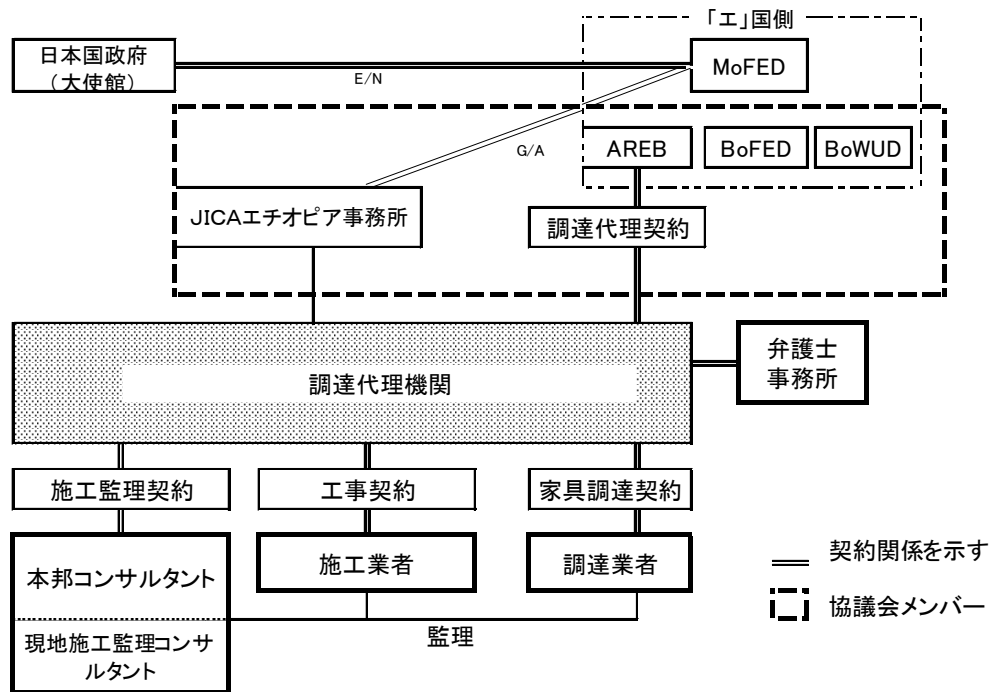 「エ」国側
日本国政府
（大使館）
E/N
MoFED
G/A
AREB
BoFED
BoWUD
JICAエチオピア事務所
調達代理契約
調達代理機関
弁護士
事務所
施工監理契約
工事契約
家具調達契約
本邦コンサルタント
施工業者
調達業者
現地施工監理コンサ
ルタント
監理
契約関係を示す
協議会メンバー